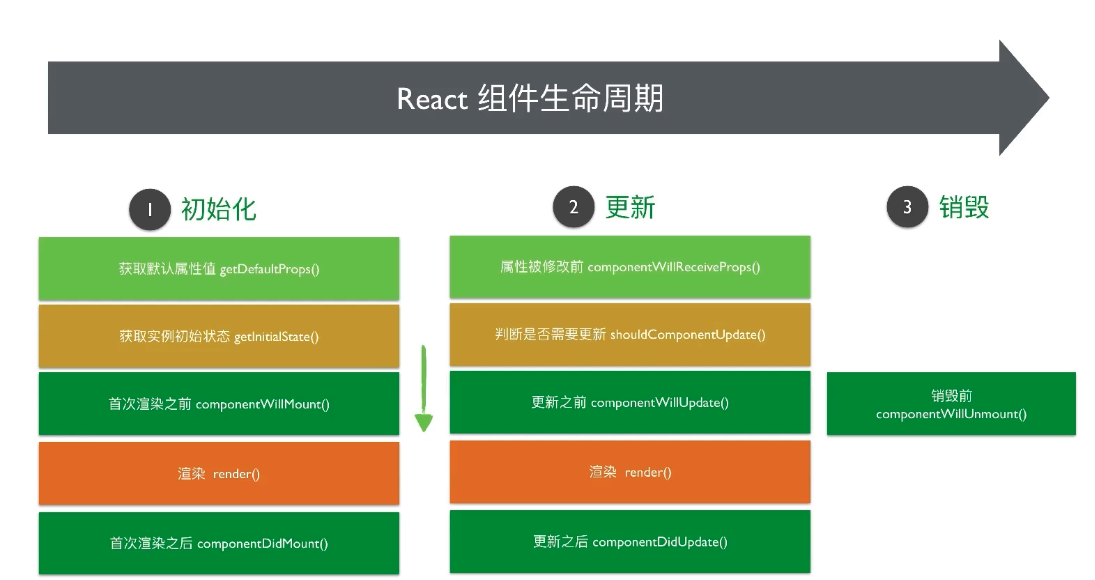 React 组件生命周期
1 初始化
获取默认属性值 getDefaultProps()
获取实例初始状态 getInitialState()
首次渲染之前 componentWillMount()
渲染 render()
首次渲染之后 componentDidMount()
2 更新
属性被修改前 componentWillReceiveProps()
判断是否需要更新 shouldComponentUpdate()
更新之前 componentWillUpdate()
渲染 render()
更新之后 componentDidUpdate()
3 销毁
销毁前
componentWillUnmount()